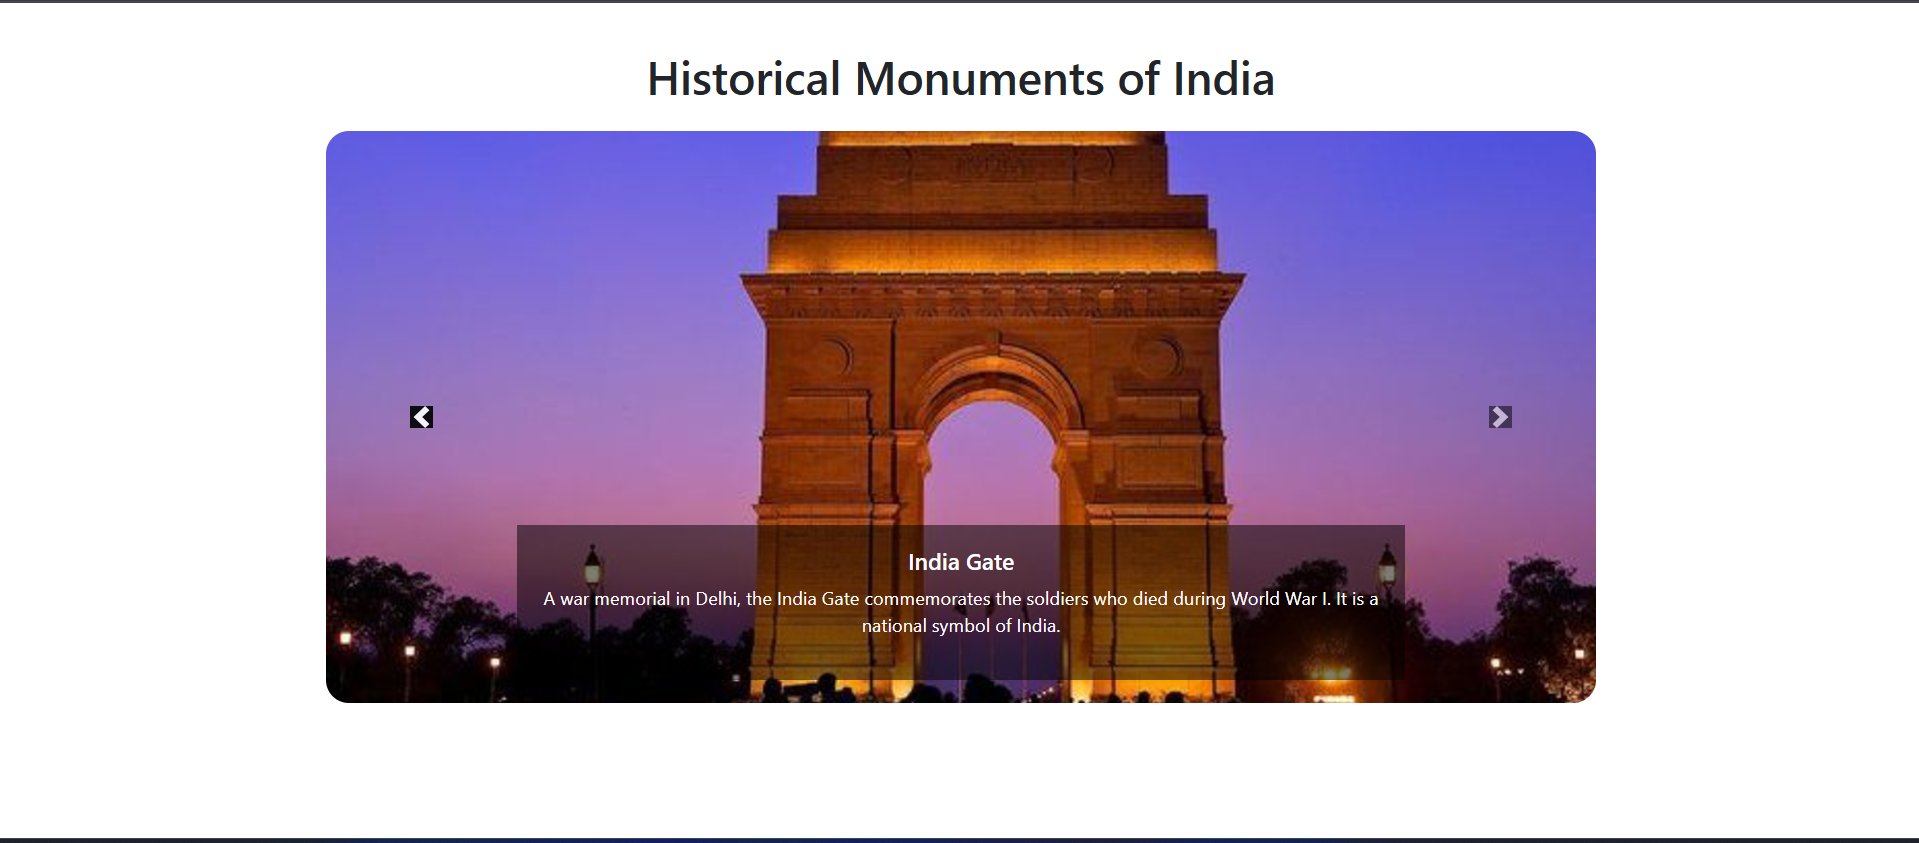 Historical Monuments of India
India Gate
A war memorial in Delhi, the India Gate commemorates the soldiers who died during World War I. It is a
national symbol of India.